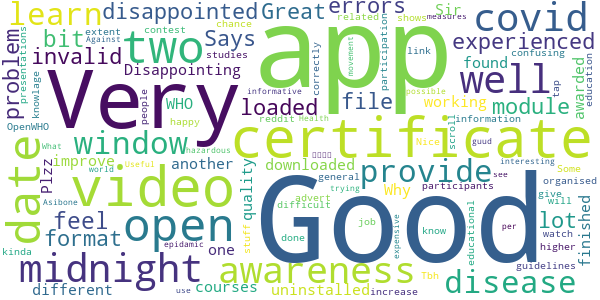 learn disappointed Great errors Sir covid
bit Says two app contest chance related shows measures
problem invalid Disappointing Against extent studies presentations knowlage
Very experienced link participation confusing
well found awarded education correctly movement
WHO people loaded file working tap
OpenWHO window happy informative reddit Health module
certificate Nice scroll information
What Plzz improve another downloaded provide Why guud interesting
date video Useful hazardous quality general participants Some
world trying see organised
Asibone feel courses advert difficult lot give will finished
format open Good educational watch
stuff job know higher
epidamic one done expensive per guidelines
kinda different midnight awareness uninstalled Tbh disease
use increase possible